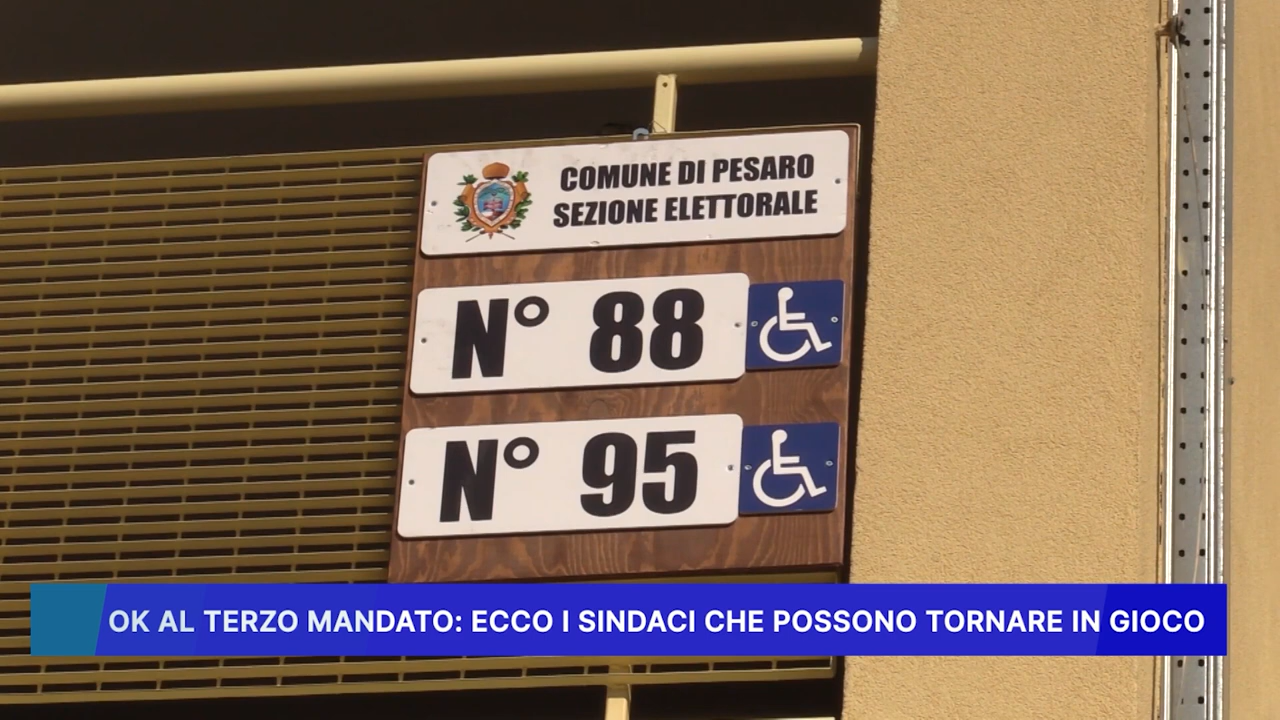 COMUNE DI PESARO
SEZIONE ELETTORALE
N° 88
N° 95
OK AL TERZO MANDATO: ECCO I SINDACI CHE POSSONO TORNARE IN GIOCO